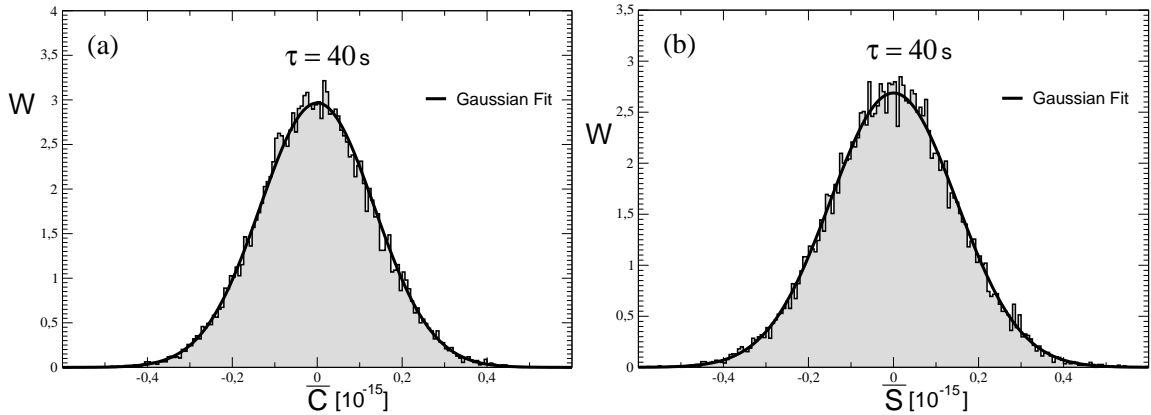 (a)
τ = 40 s
Gaussian Fit
W
4
3,5
3
2,5
2
1,5
1
0,5
0
-0,4 -0,2 0 0,2 0,4
C̅ [10⁻¹⁵]
(b)
τ = 40 s
Gaussian Fit
W
3,5
3
2,5
2
1,5
1
0,5
0
-0,4 -0,2 0 0,2 0,4
S̅ [10⁻¹⁵]